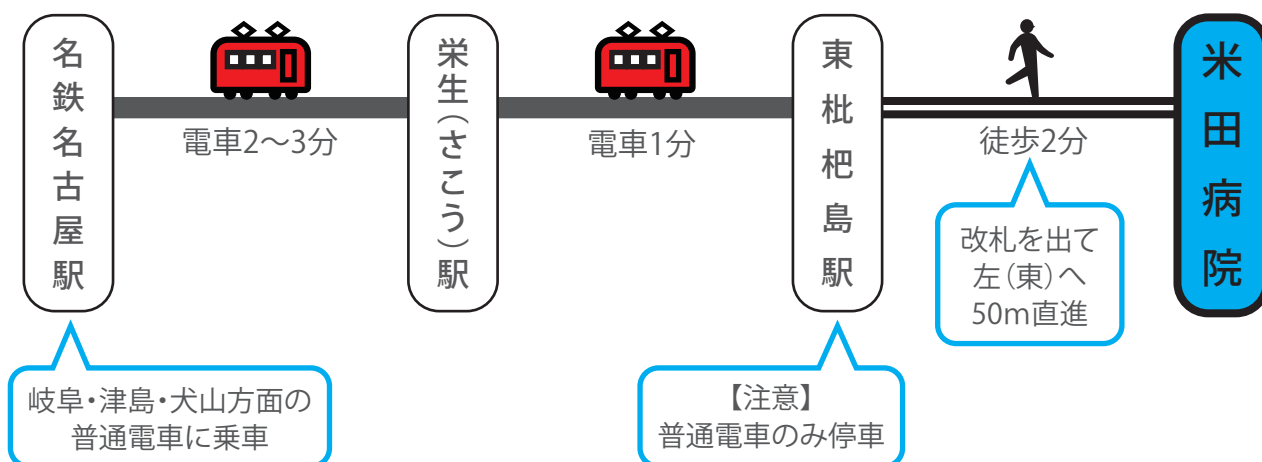 名鉄名古屋駅
電車2～3分
栄生(さこう)駅
電車1分
東枇杷島駅
徒歩2分
米田病院
岐阜・津島・犬山方面の
普通電車に乗車
【注意】
普通電車のみ停車
改札を出て
左(東)へ
50m直進